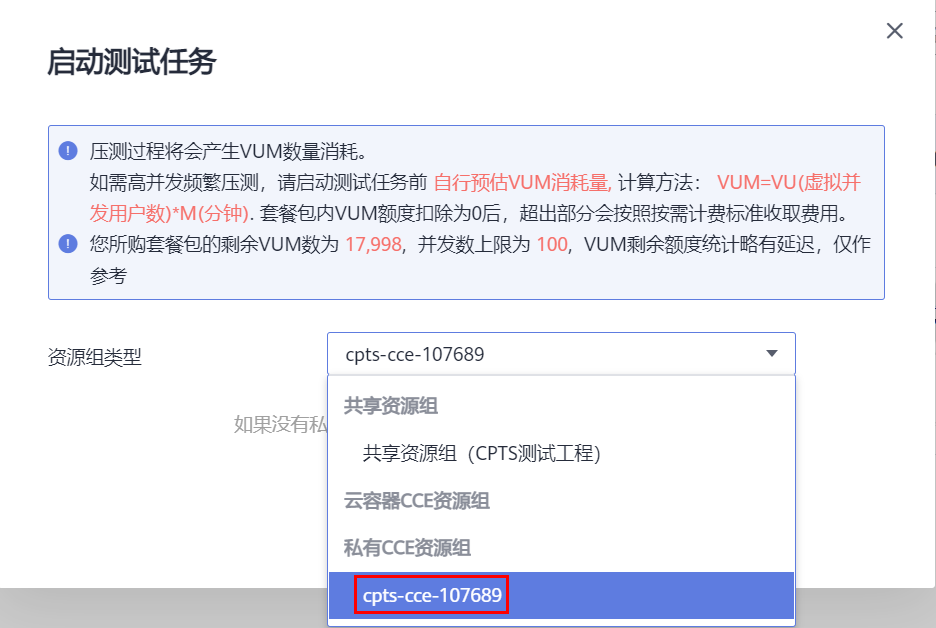 启动测试任务
压测过程将会产生VUM数量消耗。
如需高并发频繁压测，请启动测试任务前 自行预估VUM消耗量, 计算方法： VUM=VU(虚拟并
发用户数)*M(分钟). 套餐包内VUM额度扣除为0后，超出部分会按照按需计费标准收取费用。
您所购套餐包的剩余VUM数为 17,998，并发数上限为 100，VUM剩余额度统计略有延迟，仅作
参考
资源组类型
cpts-cce-107689
共享资源组
如果没有私
共享资源组（CPTS测试工程）
云容器CCE资源组
私有CCE资源组
cpts-cce-107689